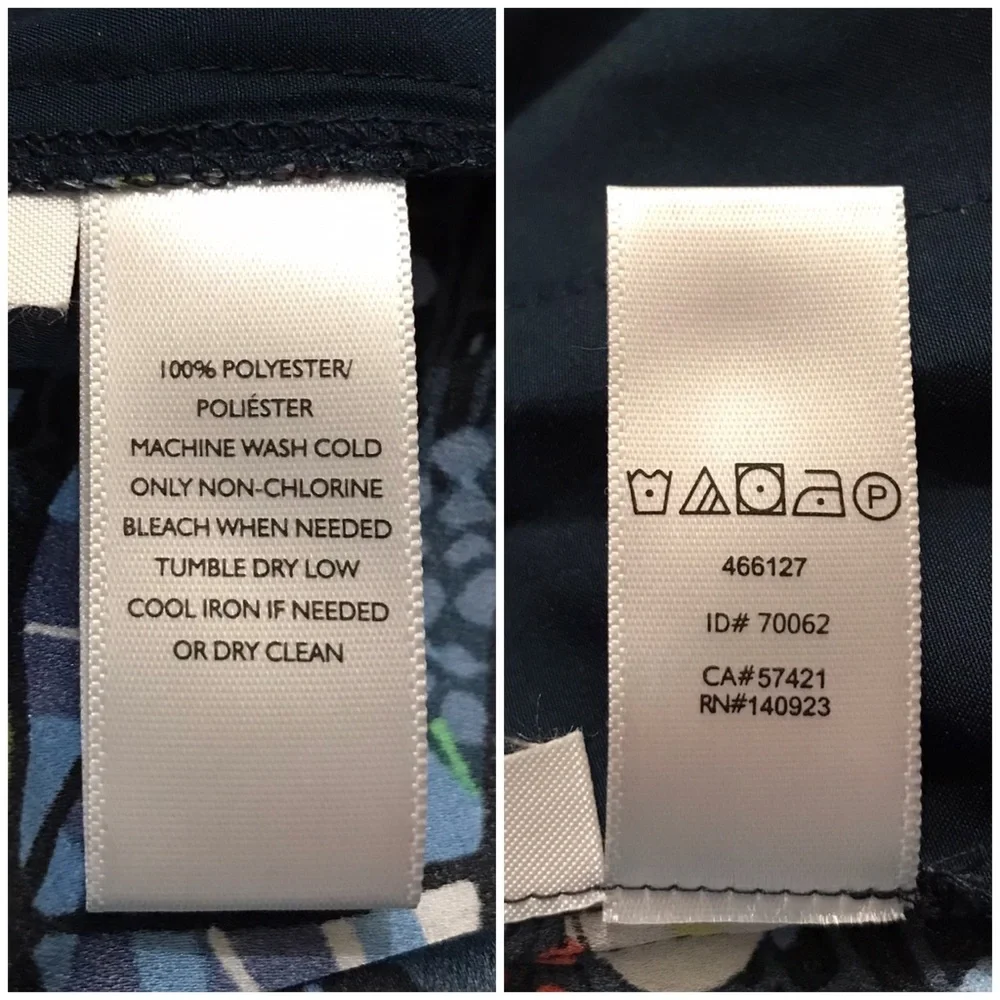 100% POLYESTER/
POLIÉSTER
MACHINE WASH COLD
ONLY NON-CHLORINE
BLEACH WHEN NEEDED
TUMBLE DRY LOW
COOL IRON IF NEEDED
OR DRY CLEAN
P
466127
ID# 70062
CA#57421
RN#140923